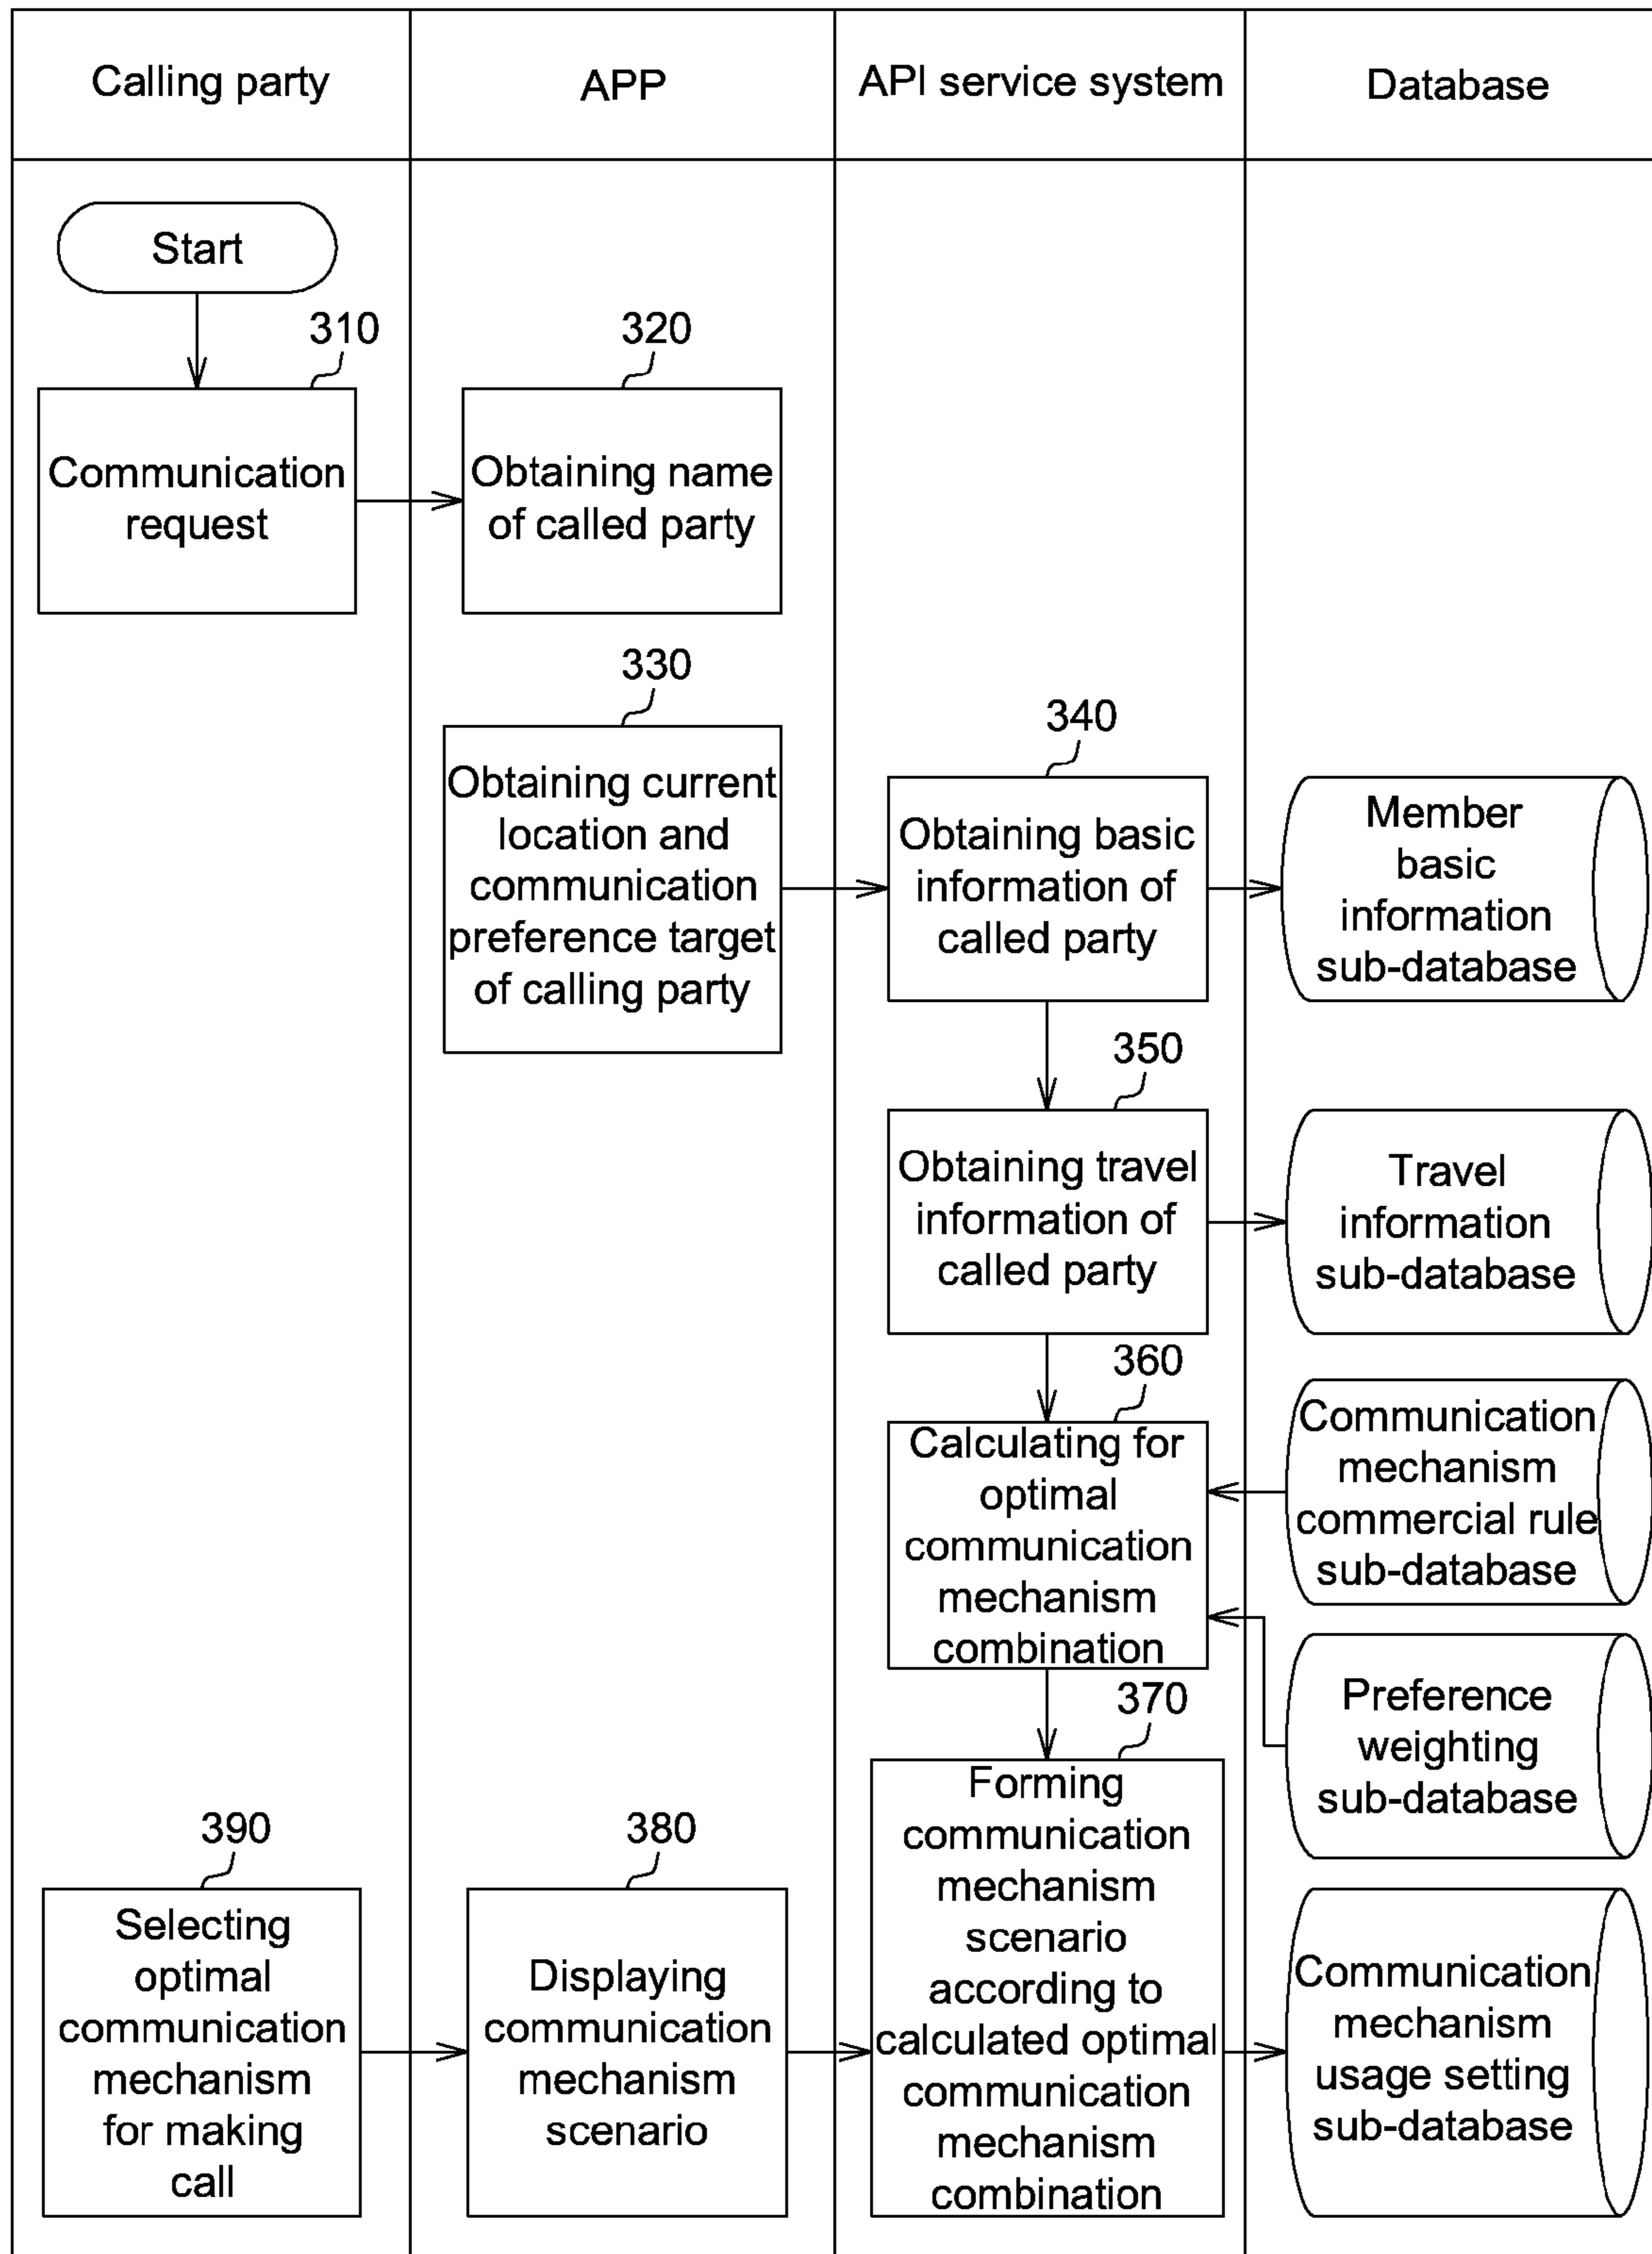 Calling party
APP
API service system
Database
Start
310
Communication
request
320
Obtaining name
of called party
330
Obtaining current
location and
communication
preference target
of calling party
340
Obtaining basic
information of
called party
Member
basic
information
sub-database
350
Obtaining travel
information of
called party
Travel
information
sub-database
360
Calculating for
optimal
communication
mechanism
combination
Communication
mechanism
commercial rule
sub-database
Preference
weighting
sub-database
370
Forming
communication
mechanism
scenario
according to
calculated optimal
communication
mechanism
combination
Communication
mechanism
usage setting
sub-database
380
Displaying
communication
mechanism
scenario
390
Selecting
optimal
communication
mechanism
for making
call